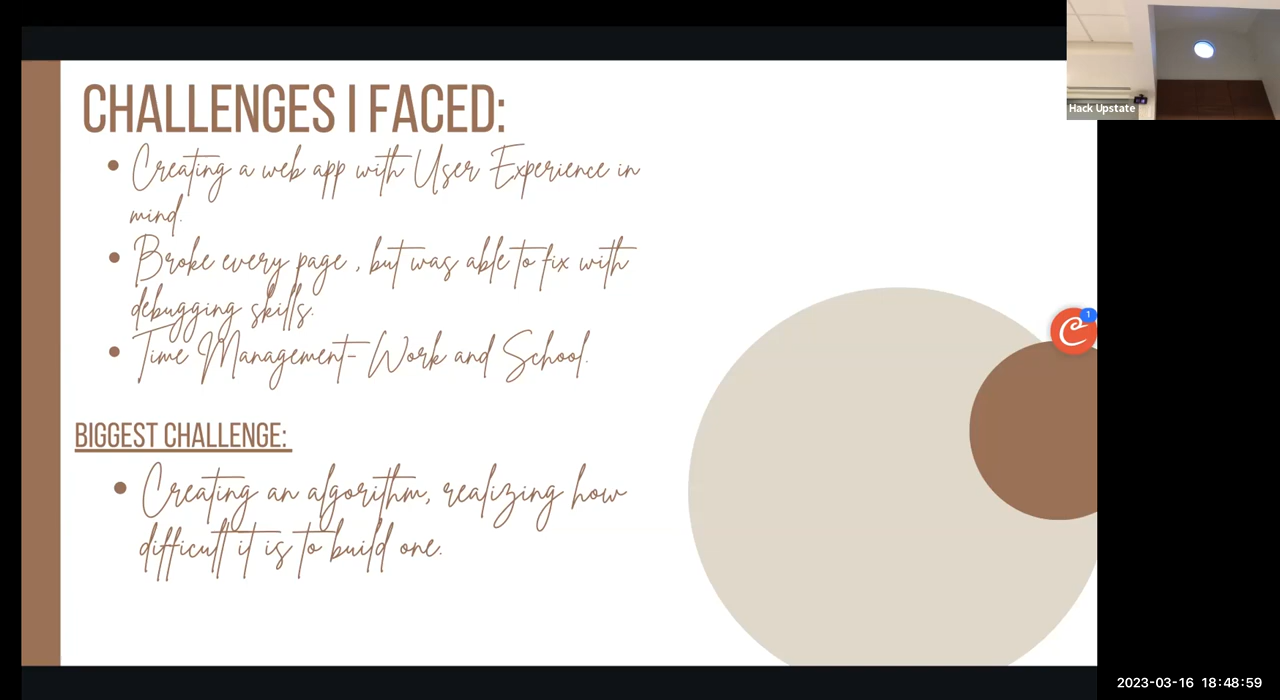 Hack Upstate
CHALLENGES I FACED:
Creating a web app with User Experience in
mind.
Broke every page , but was able to fix with
debugging skills.
Time Management- Work and School.
1
BIGGEST CHALLENGE:
Creating an algorithm, realizing how
difficult it is to build one.
2023-03-16 18:48:59